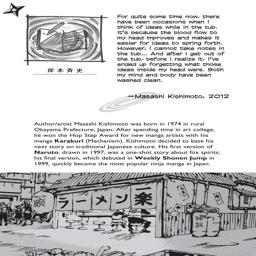 For quite some time now, there
have been occasions when I
think of ideas while in the tub.
It's because the blood flow to
my head improves and makes it
easier for ideas to spring forth.
However, I cannot take notes
in the tub... And after I get out of
the tub, before I realize it, I've
ended up forgetting what those
ideas inside my head were. Both
my mind and body have been
washed clean.
岸本斉史
—Masashi Kishimoto, 2012
Author/artist Masashi Kishimoto was born in 1974 in rural
Okayama Prefecture, Japan. After spending time in art college,
he won the Hop Step Award for new manga artists with his
manga Karakuri (Mechanism). Kishimoto decided to base his
next story on traditional Japanese culture. His first version of
Naruto, drawn in 1997, was a one-shot story about fox spirits;
his final version, which debuted in Weekly Shonen Jump in
1999, quickly became the most popular ninja manga in Japan.
ラーメン楽